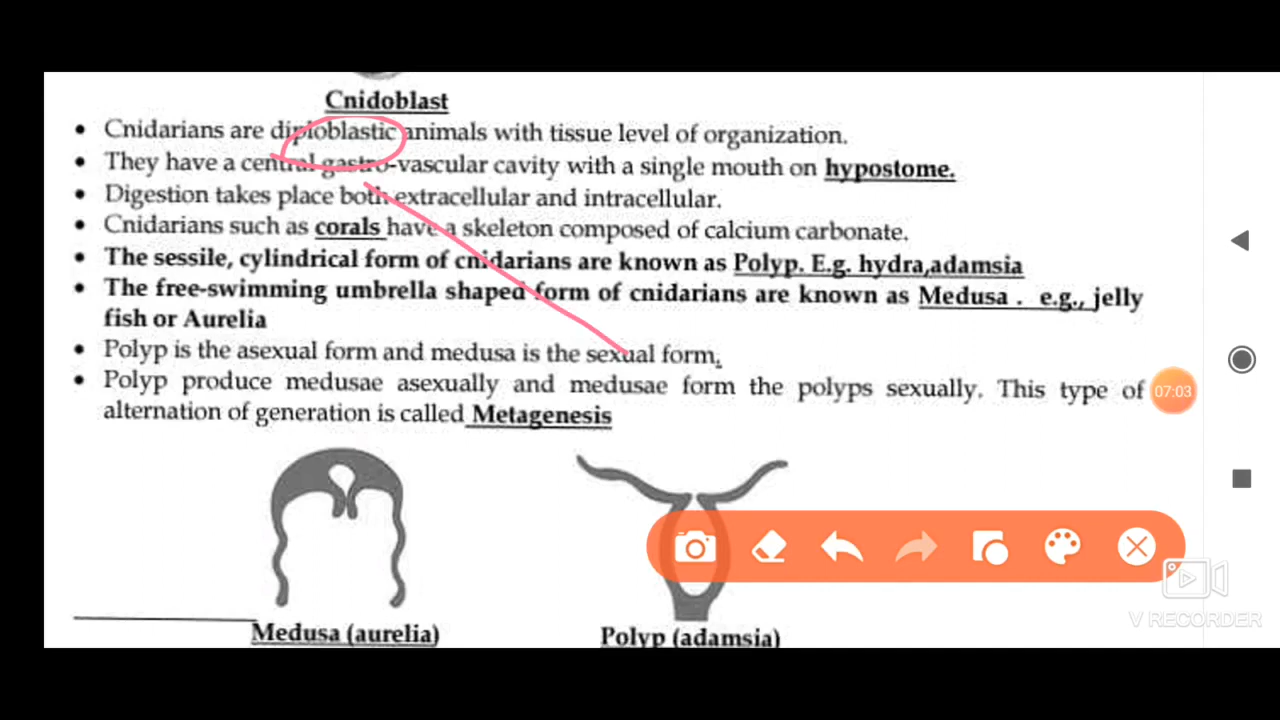 Cnidoblast
• Cnidarians are diploblastic animals with tissue level of organization.
• They have a central gastro-vascular cavity with a single mouth on hypostome.
• Digestion takes place both extracellular and intracellular.
• Cnidarians such as corals have a skeleton composed of calcium carbonate.
• The sessile, cylindrical form of cnidarians are known as Polyp. E.g. hydra,adamsia
• The free-swimming umbrella shaped form of cnidarians are known as Medusa . e.g., jelly
fish or Aurelia
• Polyp is the asexual form and medusa is the sexual form.
• Polyp produce medusae asexually and medusae form the polyps sexually. This type of
alternation of generation is called Metagenesis
07:03
V RECORDER
Medusa (aurelia)
Polyp (adamsia)